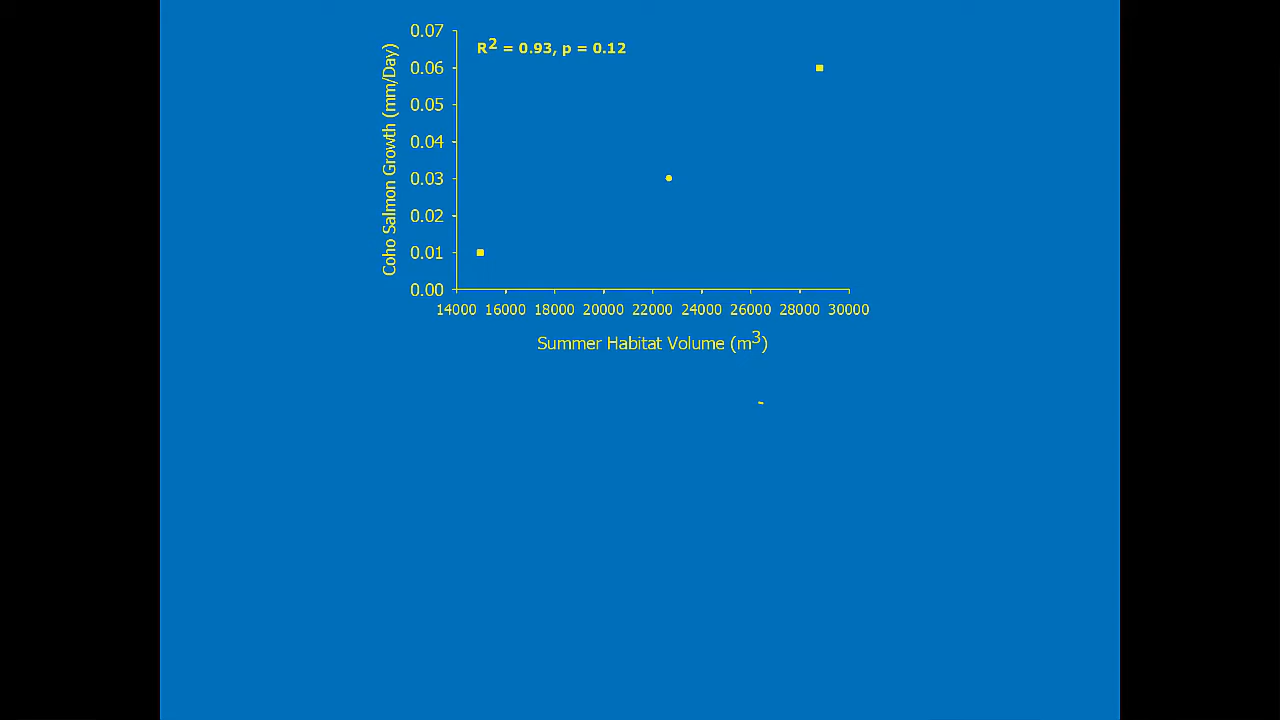 0.07
R² = 0.93, p = 0.12
0.06
0.05
0.04
0.03
0.02
0.01
0.00
Coho Salmon Growth (mm/Day)
14000 16000 18000 20000 22000 24000 26000 28000 30000
Summer Habitat Volume (m³)